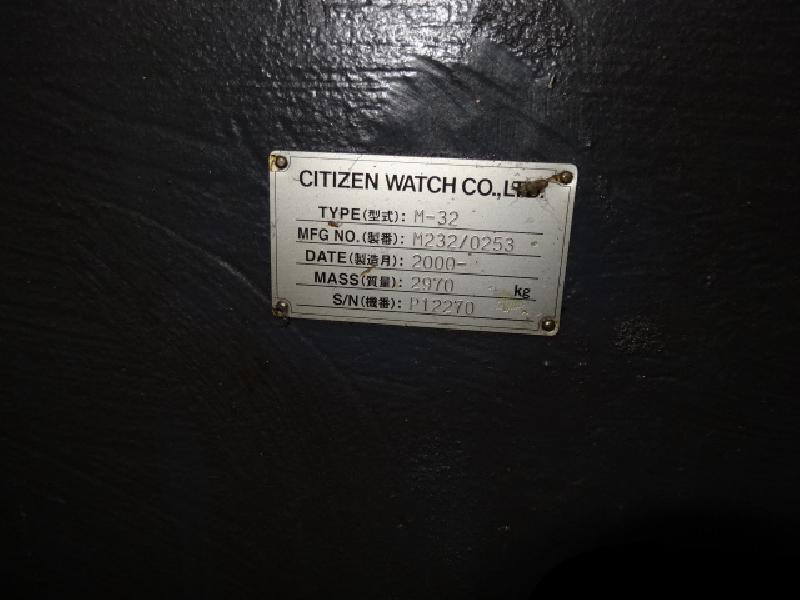 CITIZEN WATCH CO.,LTD.
TYPE(型式): M-32
MFG NO.(製番): M232/0253
DATE(製造月): 2000-
MASS(質量): 2970 kg
S/N(機番): P12270